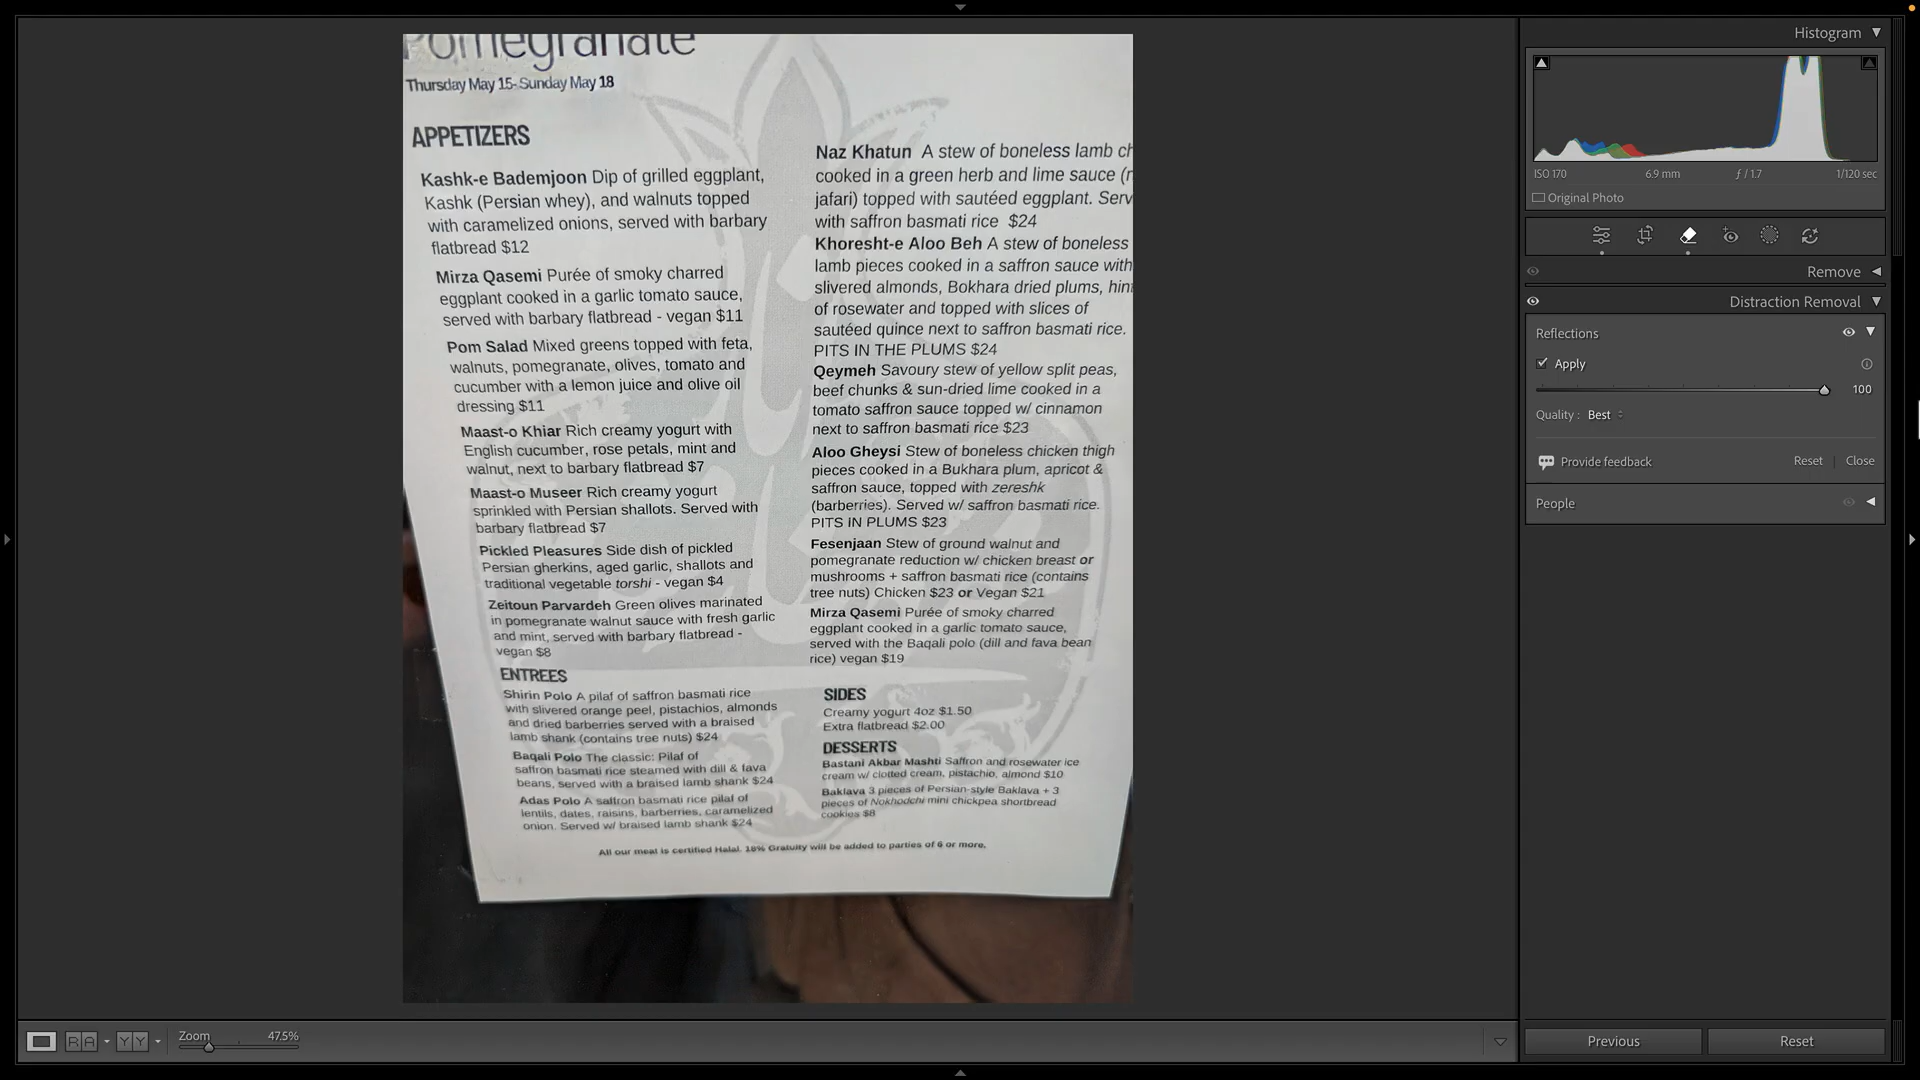 Pomegranate
Thursday May 15- Sunday May 18
APPETIZERS
Kashk-e Bademjoon Dip of grilled eggplant,
Kashk (Persian whey), and walnuts topped
with caramelized onions, served with barbary
flatbread $12
Mirza Qasemi Purée of smoky charred
eggplant cooked in a garlic tomato sauce,
served with barbary flatbread - vegan $11
Pom Salad Mixed greens topped with feta,
walnuts, pomegranate, olives, tomato and
cucumber with a lemon juice and olive oil
dressing $11
Maast-o Khiar Rich creamy yogurt with
English cucumber, rose petals, mint and
walnut, next to barbary flatbread $7
Maast-o Museer Rich creamy yogurt
sprinkled with Persian shallots. Served with
barbary flatbread $7
Pickled Pleasures Side dish of pickled
Persian gherkins, aged garlic, shallots and
traditional vegetable torshi - vegan $4
Zeitoun Parvardeh Green olives marinated
in pomegranate walnut sauce with fresh garlic
and mint, served with barbary flatbread -
vegan $8
ENTREES
Shirin Polo A pilaf of saffron basmati rice
with slivered orange peel, pistachios, almonds
and dried barberries served with a braised
lamb shank (contains tree nuts) $24
Baqali Polo The classic: Pilaf of
saffron basmati rice steamed with dill & fava
beans, served with a braised lamb shank $24
Adas Polo A saffron basmati rice pilaf of
lentils, dates, raisins, barberries, caramelized
onion. Served w/ braised lamb shank $24
Naz Khatun A stew of boneless lamb ch
cooked in a green herb and lime sauce (
jafari) topped with sautéed eggplant. Serv
with saffron basmati rice $24
Khoresht-e Aloo Beh A stew of boneless
lamb pieces cooked in a saffron sauce with
slivered almonds, Bokhara dried plums, hin
of rosewater and topped with slices of
sautéed quince next to saffron basmati rice.
PITS IN THE PLUMS $24
Qeymeh Savoury stew of yellow split peas,
beef chunks & sun-dried lime cooked in a
tomato saffron sauce topped w/ cinnamon
next to saffron basmati rice $23
Aloo Gheysi Stew of boneless chicken thigh
pieces cooked in a Bukhara plum, apricot &
saffron sauce, topped with zereshk
(barberries). Served w/ saffron basmati rice.
PITS IN PLUMS $23
Fesenjaan Stew of ground walnut and
pomegranate reduction w/ chicken breast or
mushrooms + saffron basmati rice (contains
tree nuts) Chicken $23 or Vegan $21
Mirza Qasemi Purée of smoky charred
eggplant cooked in a garlic tomato sauce,
served with the Baqali polo (dill and fava bean
rice) vegan $19
SIDES
Creamy yogurt 4oz $1.50
Extra flatbread $2.00
DESSERTS
Bastani Akbar Mashti Saffron and rosewater ice
cream w/ clotted cream, pistachio, almond $10
Baklava 3 pieces of Persian-style Baklava + 3
pieces of Nokhodchi mini chickpea shortbread
cookies $8
All our meat is certified Halal. 18% Gratuity will be added to parties of 6 or more.
Histogram
ISO 170 6.9 mm ƒ / 1.7 1/120 sec
Original Photo
Remove
Distraction Removal
Reflections
Apply
100
Quality : Best
Provide feedback Reset Close
People
Zoom 47.5%
Previous Reset